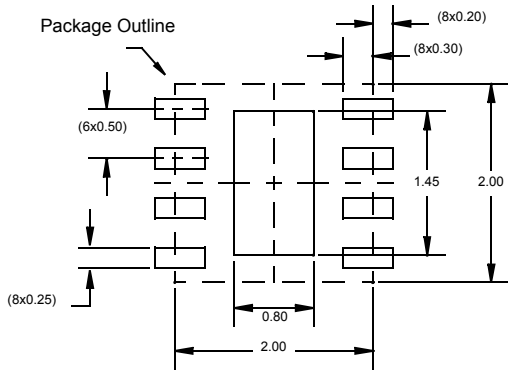 (8x0.20)
Package Outline
(8x0.30)
(6x0.50)
1.45
2.00
(8x0.25)
0.80
2.00